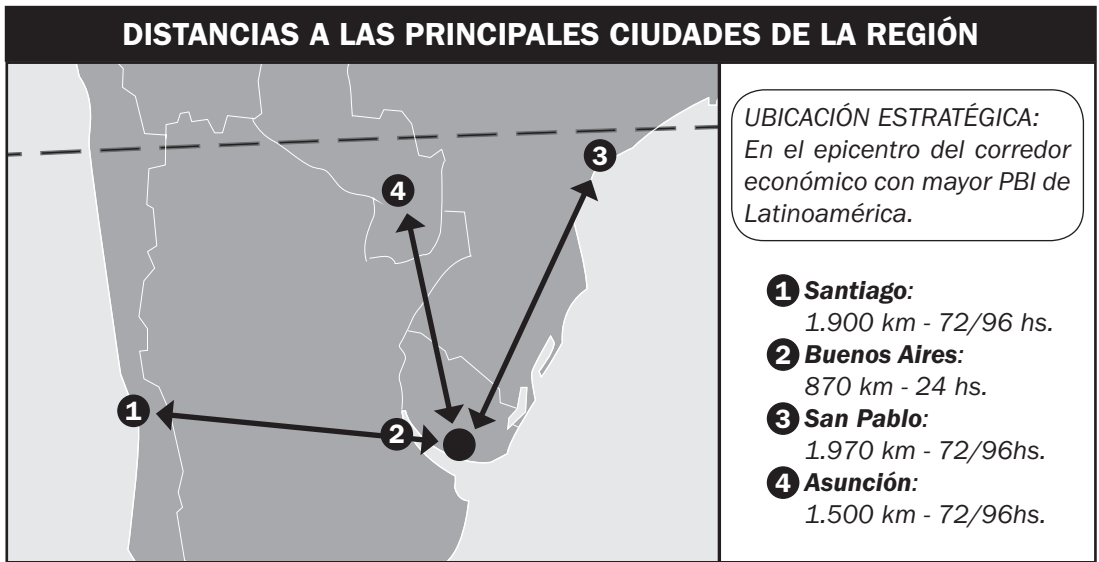 DISTANCIAS A LAS PRINCIPALES CIUDADES DE LA REGIÓN
1
2
3
4
UBICACIÓN ESTRATÉGICA:
En el epicentro del corredor
económico con mayor PBI de
Latinoamérica.
1 Santiago:
1.900 km - 72/96 hs.
2 Buenos Aires:
870 km - 24 hs.
3 San Pablo:
1.970 km - 72/96hs.
4 Asunción:
1.500 km - 72/96hs.